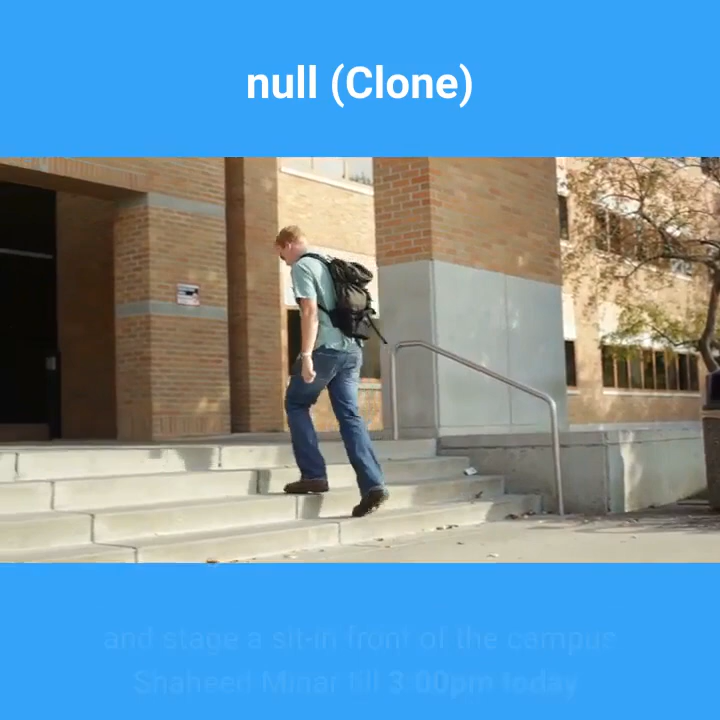 null (Clone)
and stage a sit-in front of the campus
Shaheed Minar till 3:00pm today